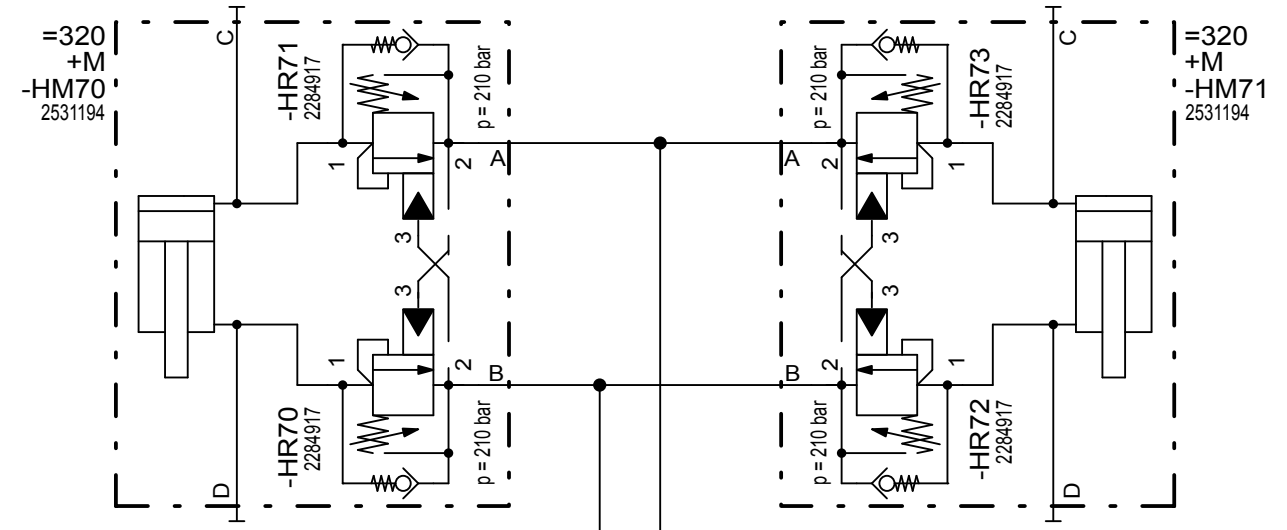 =320
+M
-HM70
2531194
C
-HR71
2284917
p = 210 bar
1
2
A
3
3
1
2
B
-HR70
2284917
p = 210 bar
D
C
p = 210 bar
-HR73
2284917
A
2
1
3
3
B
2
1
p = 210 bar
-HR72
2284917
D
=320
+M
-HM71
2531194